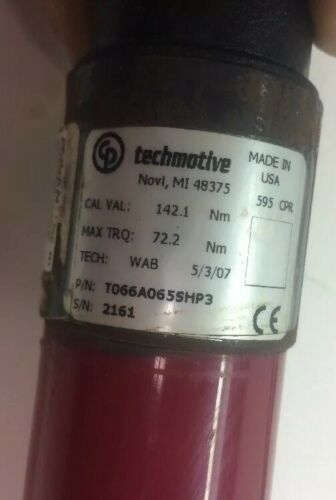 CP techmotive
MADE IN
USA
Novi, MI 48375
595 CPR
CAL VAL: 142.1 Nm
MAX TRQ: 72.2 Nm
TECH: WAB 5/3/07
P/N: T066A065SHP3
S/N: 2161
CE